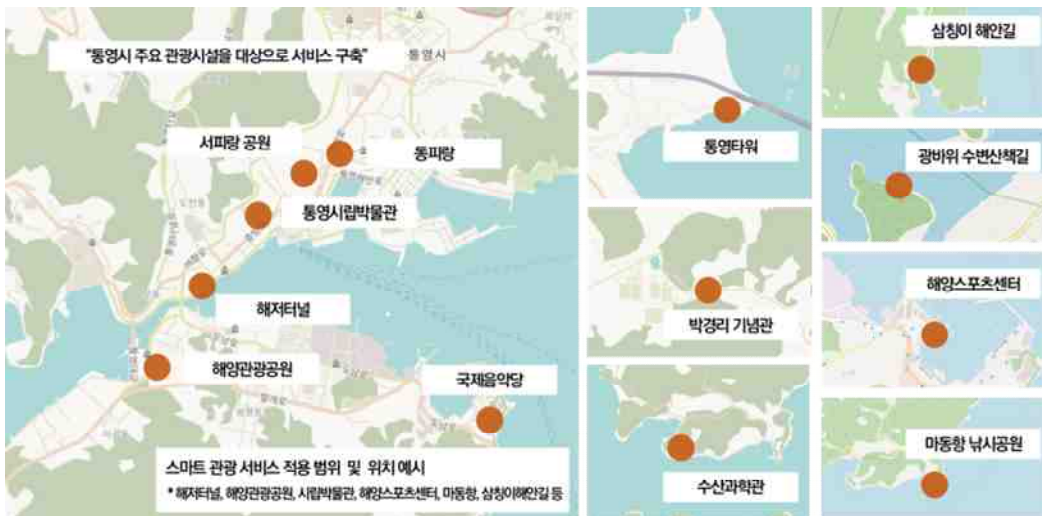 "통영시 주요 관광시설을 대상으로 서비스 구축"
통영시
서피랑 공원
동피랑
통영시립박물관
해저터널
해양관광공원
국제음악당
스마트 관광 서비스 적용 범위 및 위치 예시
* 해저터널, 해양관광공원, 시립박물관, 해양스포츠센터, 마동항, 삼칭이해안길 등
통영타워
박경리 기념관
수산과학관
삼칭이 해안길
광바위 수변산책길
해양스포츠센터
마동항 낚시공원